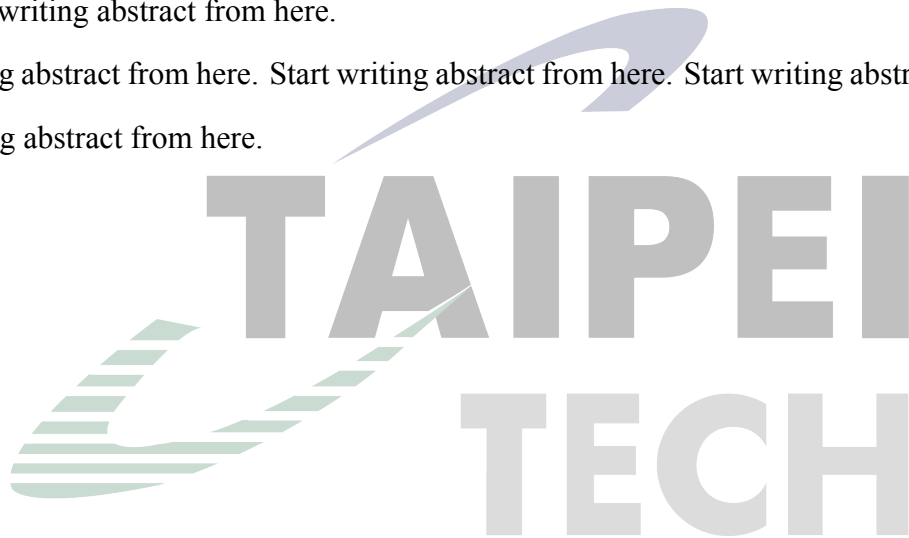 writing abstract from here.
g abstract from here. Start writing abstract from here. Start writing abstr
g abstract from here.
TAIPEI
TECH